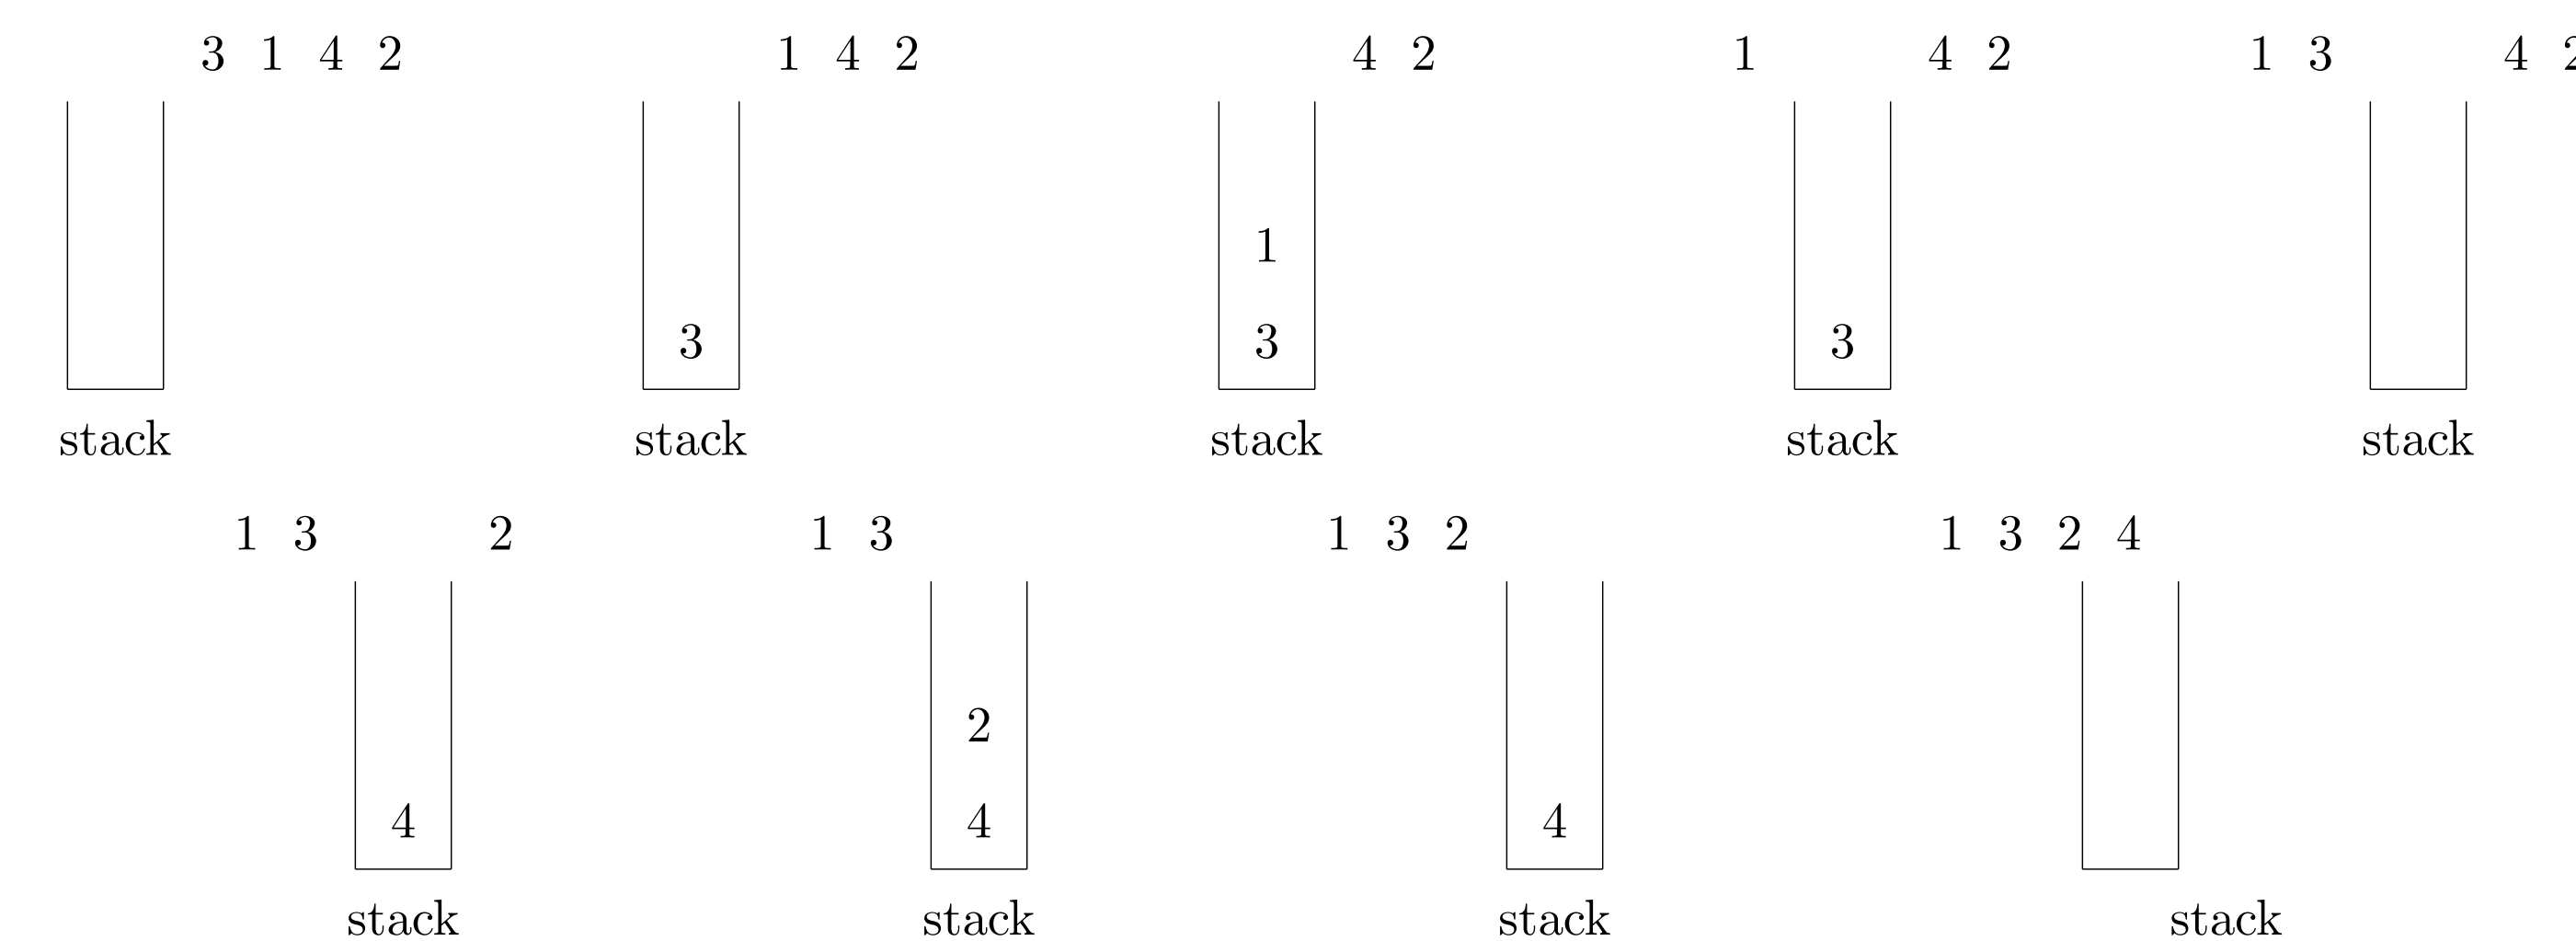 3 1 4 2 1 4 2 4 2 1 4 2 1 3 4 2
1
3 3 3
stack stack stack stack stack
1 3 2 1 3 1 3 2 1 3 2 4
2
4 4 4
stack stack stack stack